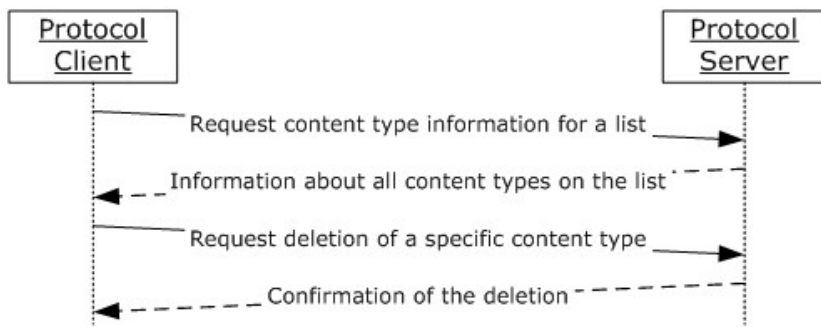 Protocol
Client
Protocol
Server
Request content type information for a list
Information about all content types on the list
Request deletion of a specific content type
Confirmation of the deletion